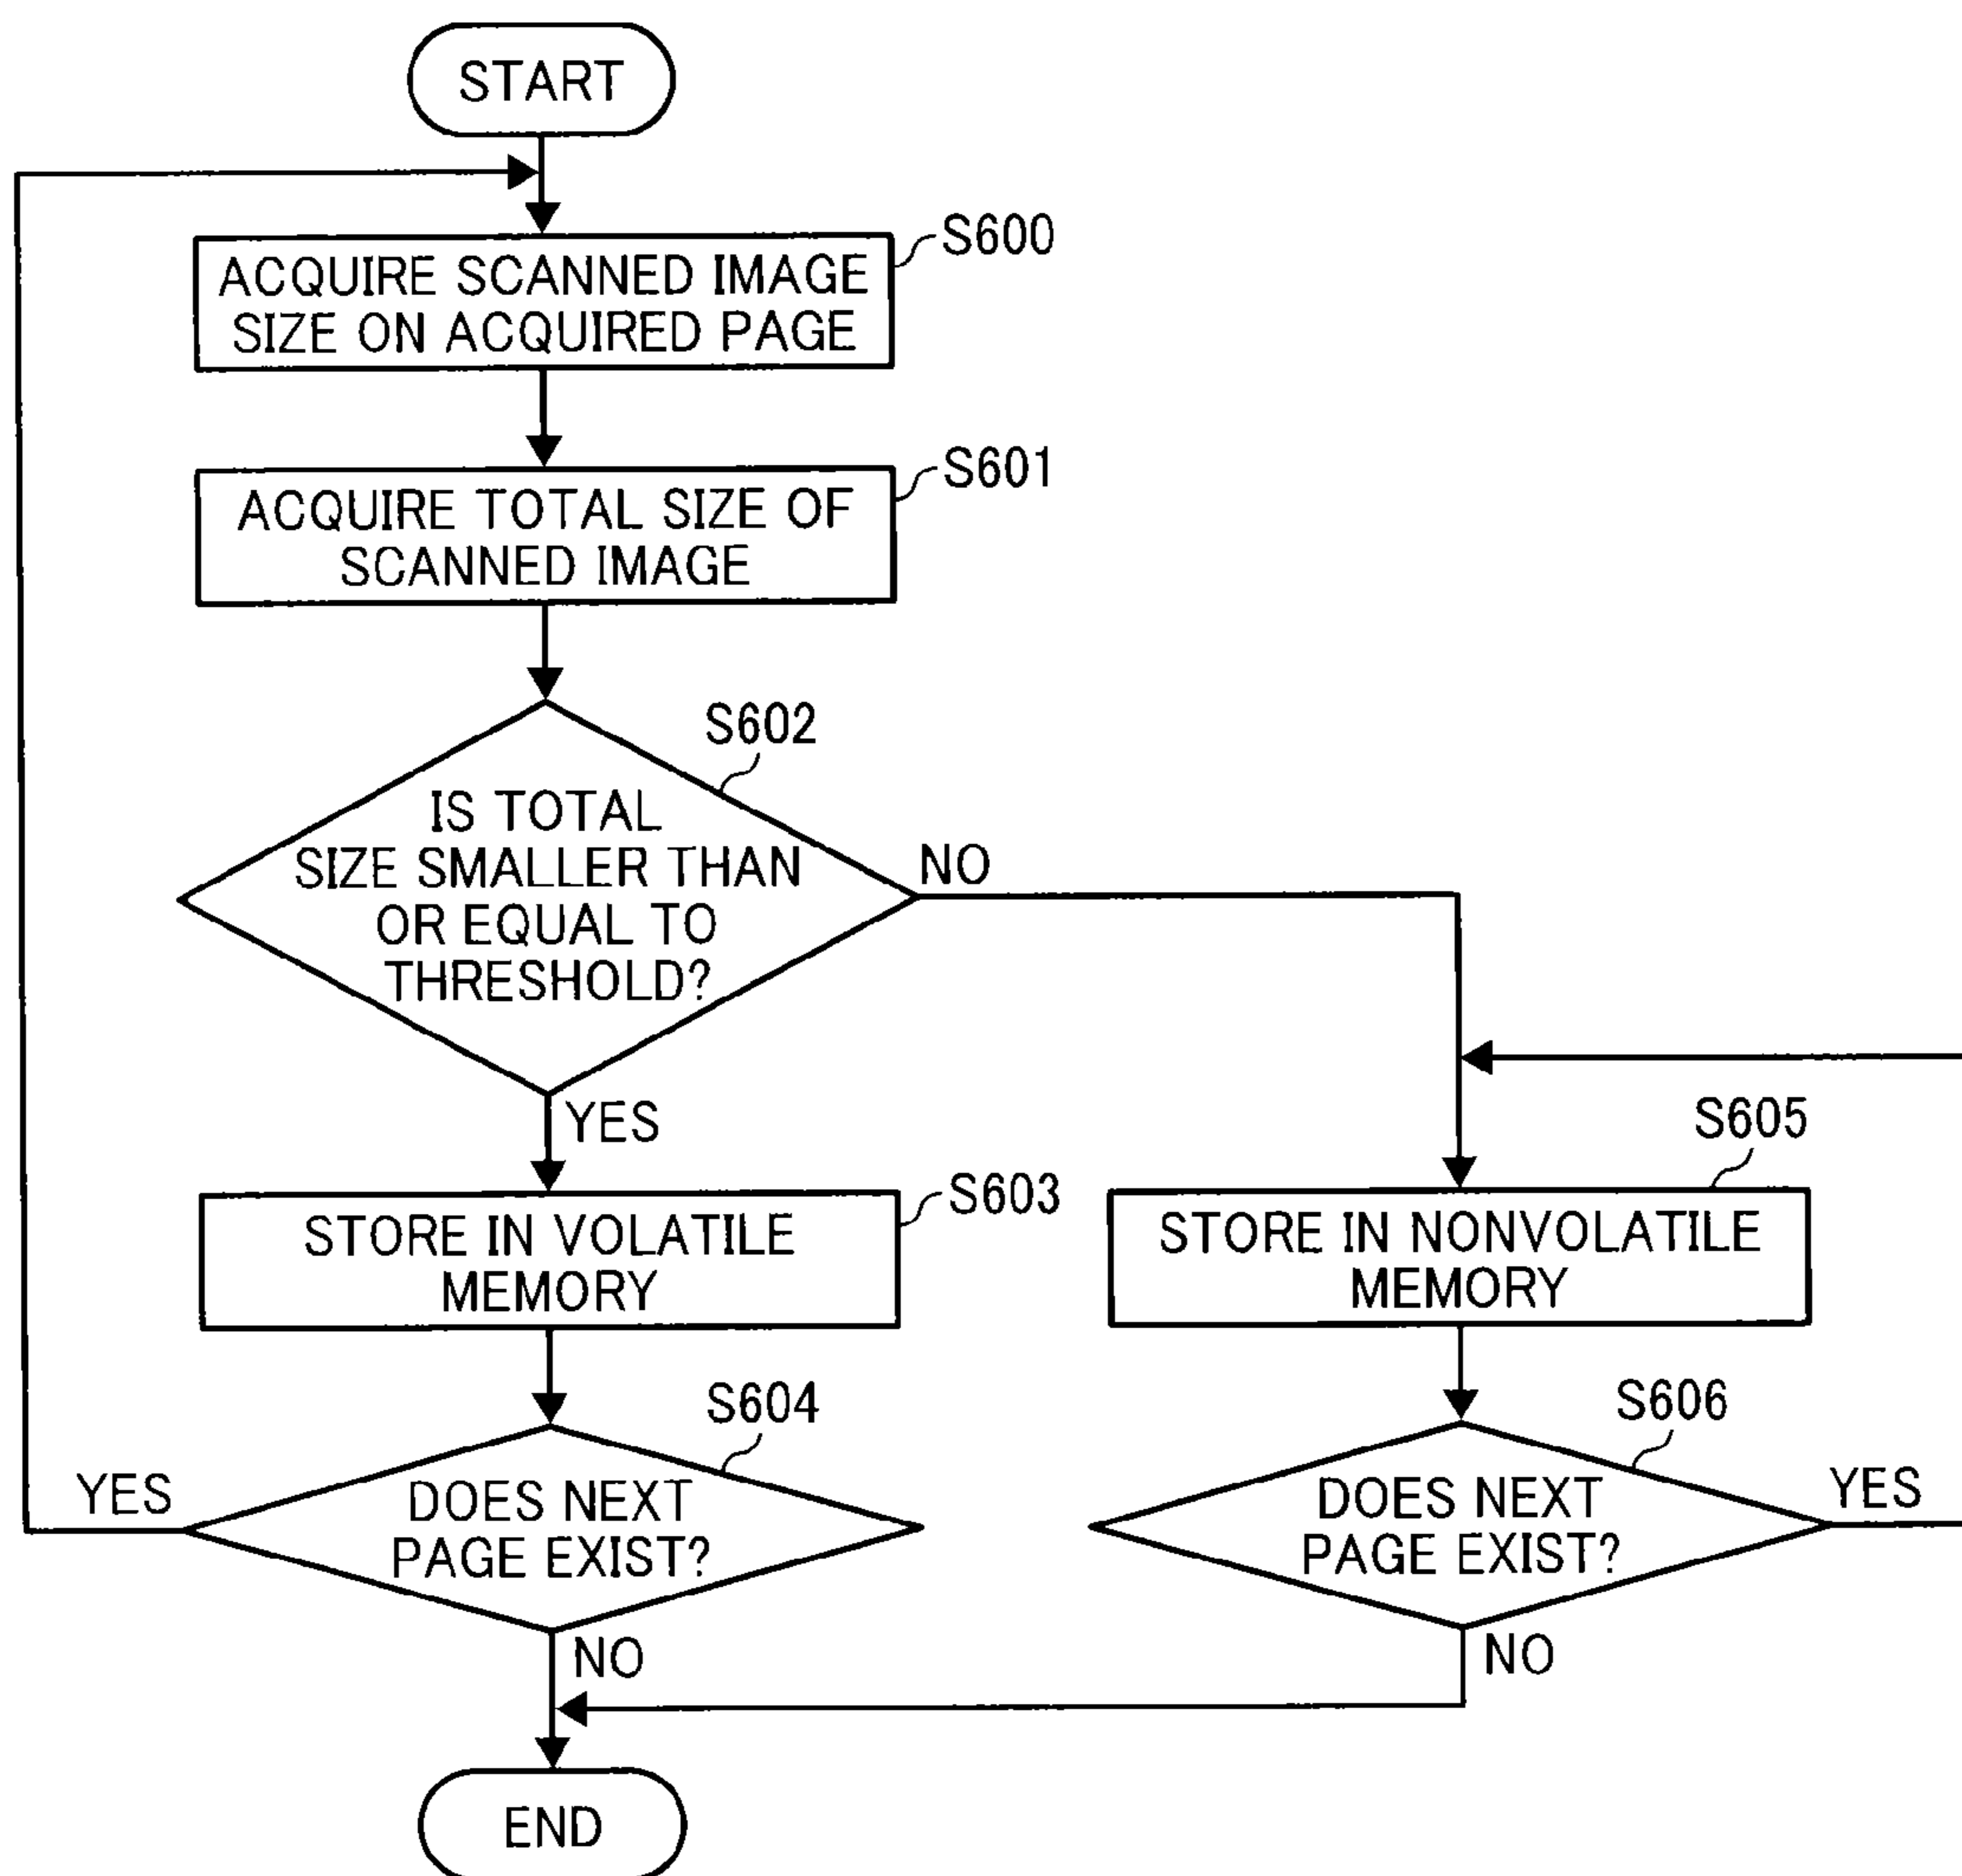 START
S600
ACQUIRE SCANNED IMAGE
SIZE ON ACQUIRED PAGE
S601
ACQUIRE TOTAL SIZE OF
SCANNED IMAGE
S602
IS TOTAL
SIZE SMALLER THAN
OR EQUAL TO
THRESHOLD?
NO
YES
S603
STORE IN VOLATILE
MEMORY
S605
STORE IN NONVOLATILE
MEMORY
S604
DOES NEXT
PAGE EXIST?
YES
NO
S606
DOES NEXT
PAGE EXIST?
YES
NO
END